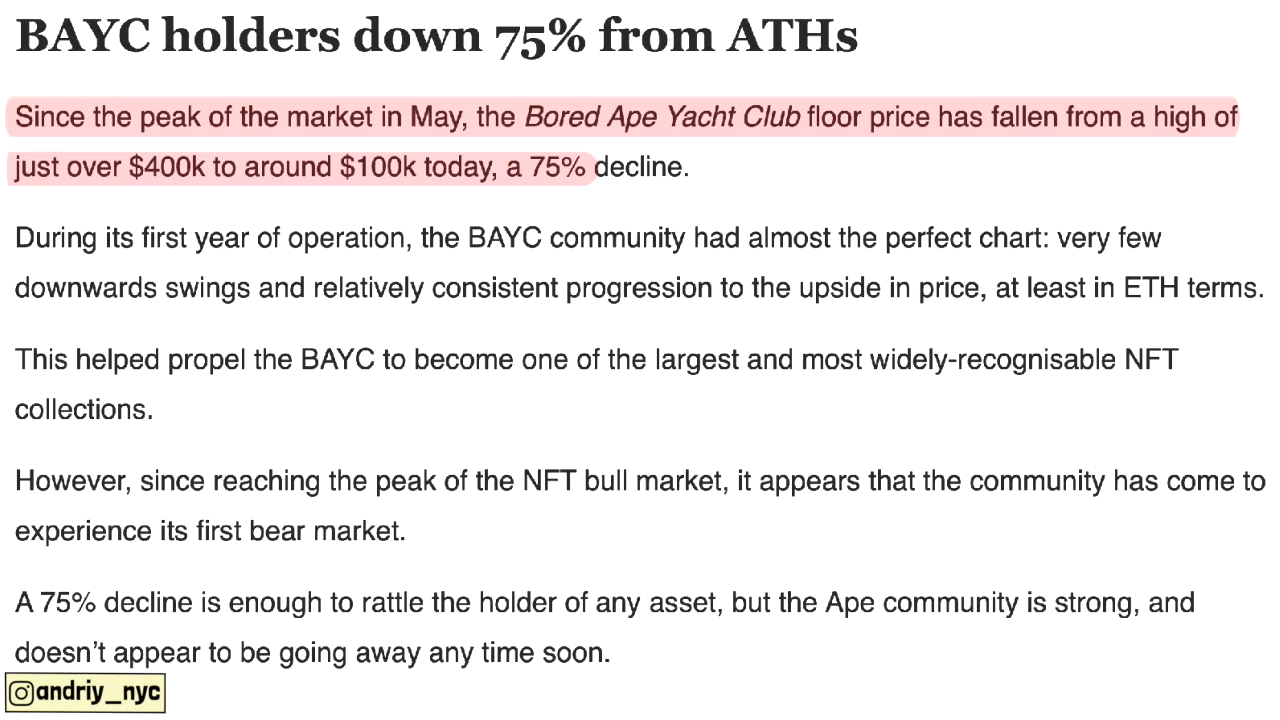 BAYC holders down 75% from ATHs
Since the peak of the market in May, the Bored Ape Yacht Club floor price has fallen from a high of
just over $400k to around $100k today, a 75% decline.
During its first year of operation, the BAYC community had almost the perfect chart: very few
downwards swings and relatively consistent progression to the upside in price, at least in ETH terms.
This helped propel the BAYC to become one of the largest and most widely-recognisable NFT
collections.
However, since reaching the peak of the NFT bull market, it appears that the community has come to
experience its first bear market.
A 75% decline is enough to rattle the holder of any asset, but the Ape community is strong, and
doesn’t appear to be going away any time soon.
andriy_nyc